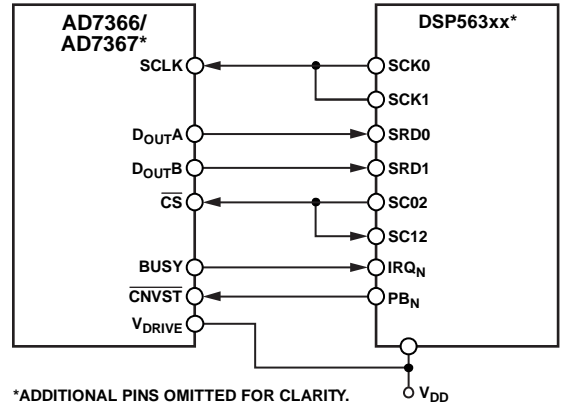 AD7366/
AD7367*
DSP563xx*
SCLK
SCK0
SCK1
DOUTA
SRD0
DOUTB
SRD1
CS
SC02
SC12
BUSY
IRQN
CNVST
PBN
VDRIVE
*ADDITIONAL PINS OMITTED FOR CLARITY.
VDD